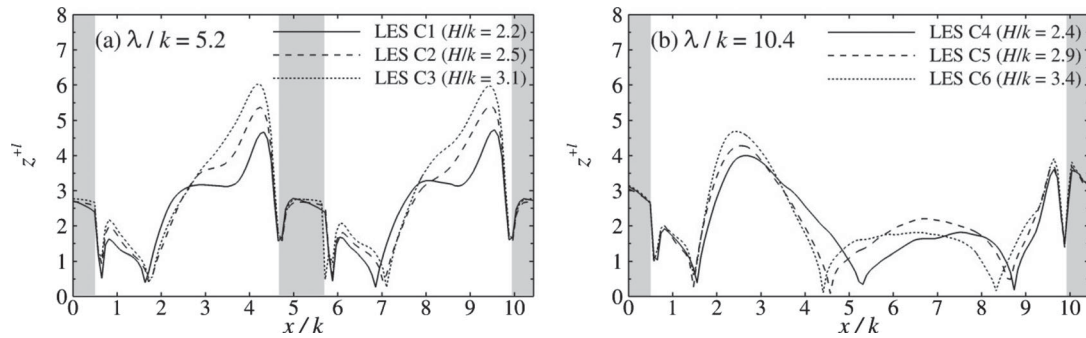 8
7
6
5
4
3
2
1
0
z⁺ˡ
(a) λ / k = 5.2
LES C1 (H/k = 2.2)
LES C2 (H/k = 2.5)
LES C3 (H/k = 3.1)
0 1 2 3 4 5 6 7 8 9 10
x / k
8
7
6
5
4
3
2
1
0
z⁺ˡ
(b) λ / k = 10.4
LES C4 (H/k = 2.4)
LES C5 (H/k = 2.9)
LES C6 (H/k = 3.4)
0 1 2 3 4 5 6 7 8 9 10
x / k